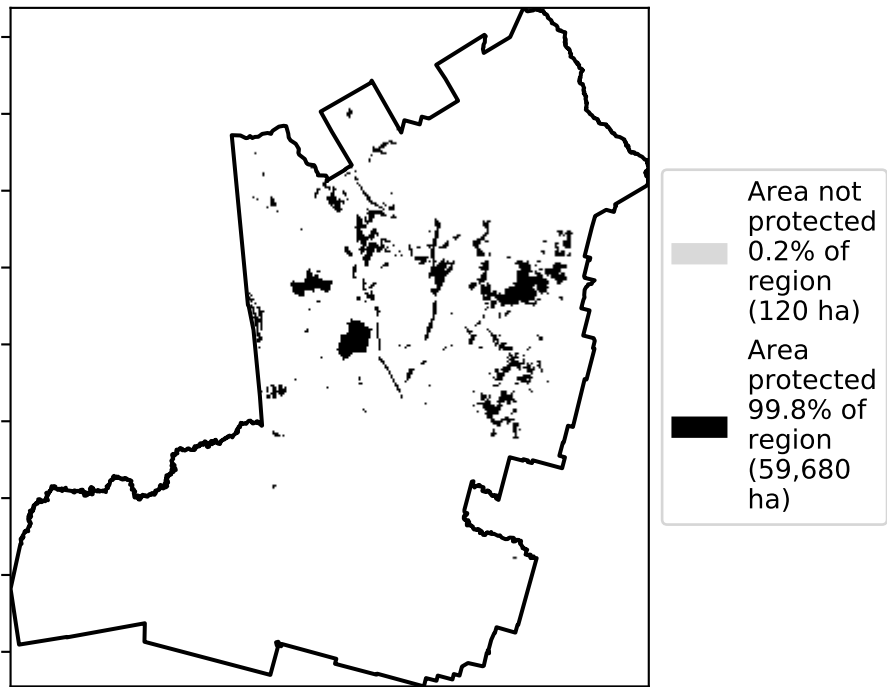 Area not
protected
0.2% of
region
(120 ha)
Area
protected
99.8% of
region
(59,680
ha)